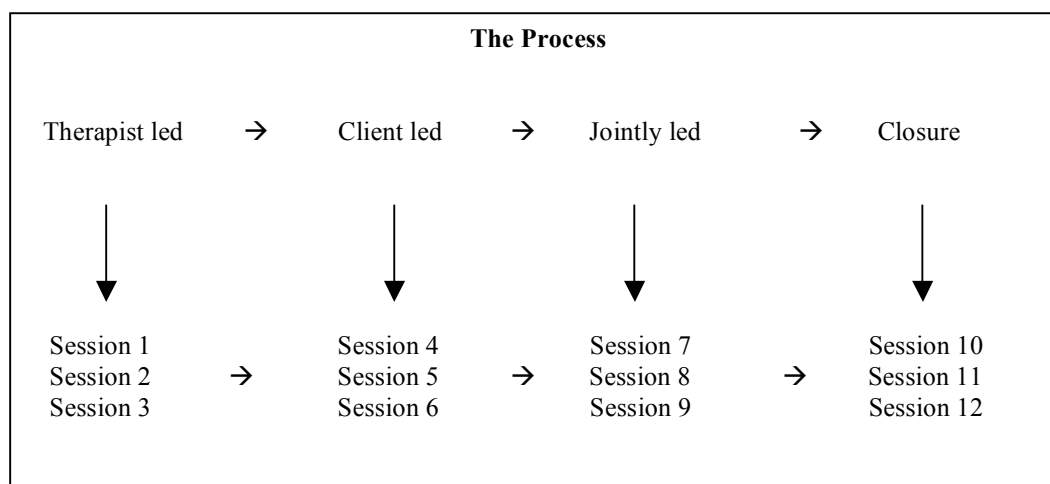 The Process
Therapist led → Client led → Jointly led → Closure
Session 1 Session 4 Session 7 Session 10
Session 2 → Session 5 → Session 8 → Session 11
Session 3 Session 6 Session 9 Session 12